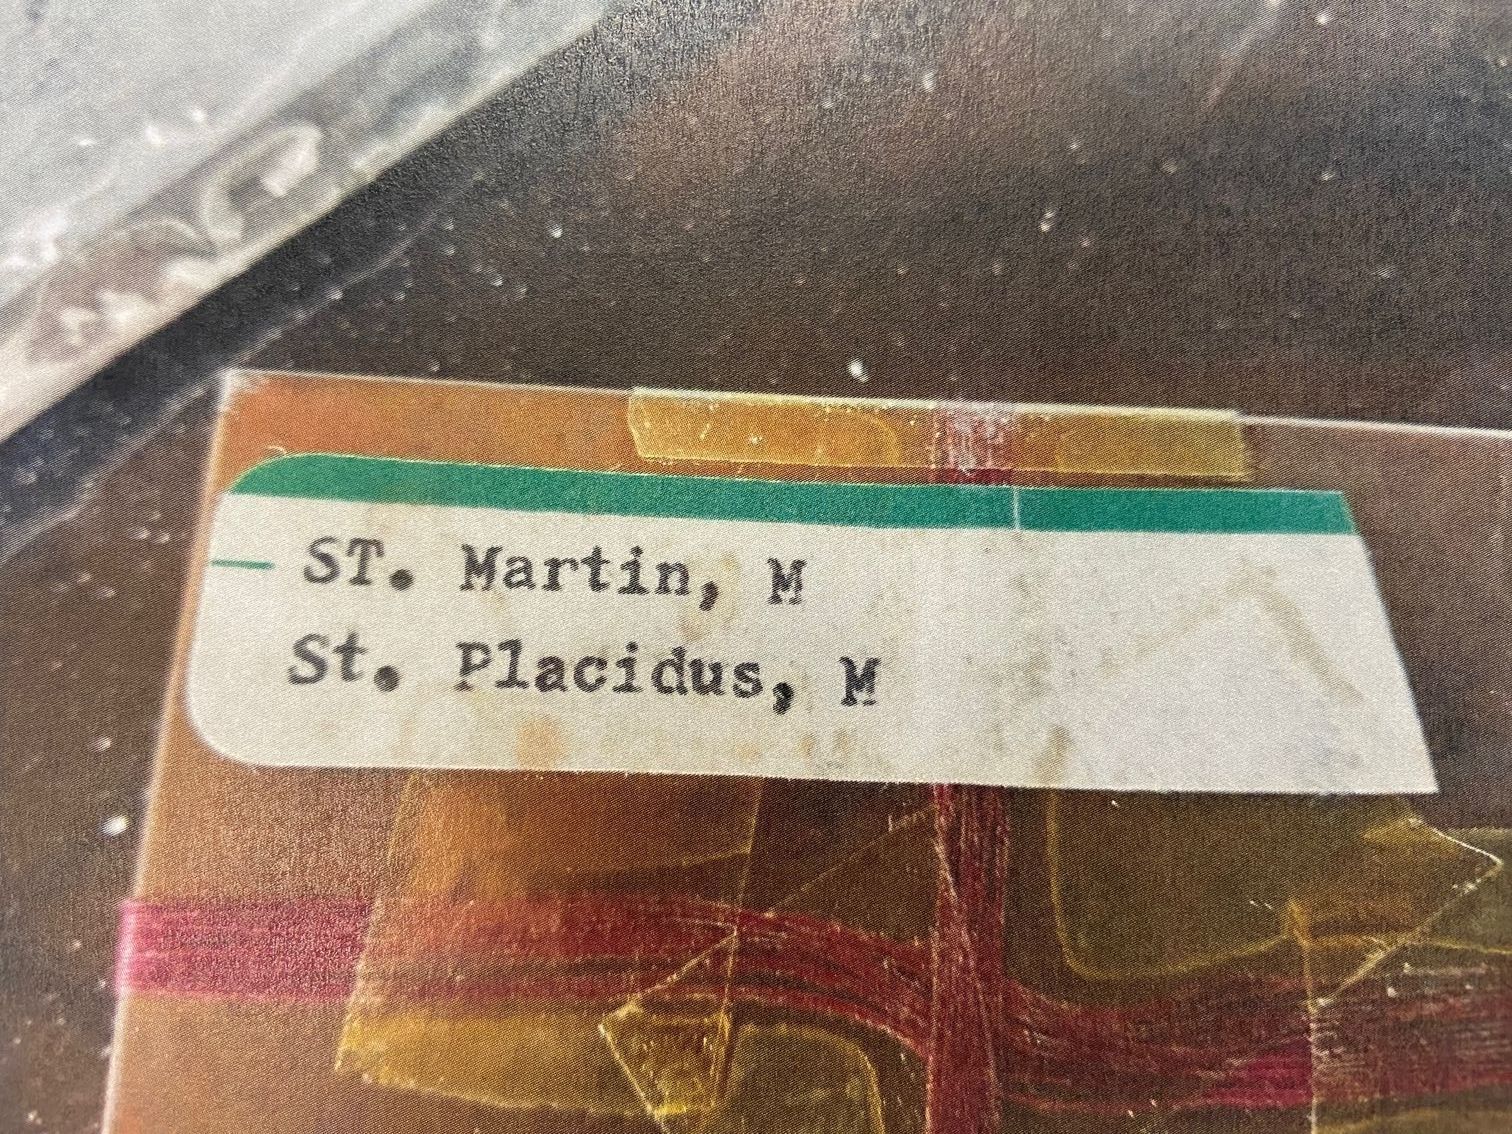 ST. Martin, M
St. Placidus, M